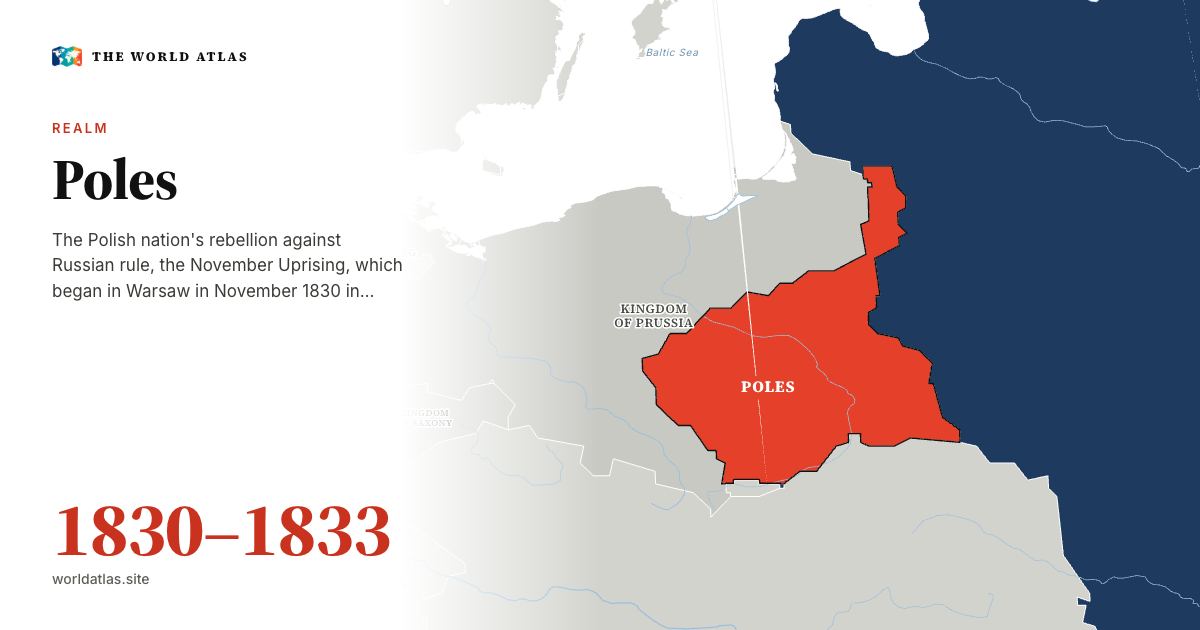 THE WORLD ATLAS
REALM
Poles
The Polish nation's rebellion against
Russian rule, the November Uprising, which
began in Warsaw in November 1830 in...
1830–1833
worldatlas.site
Baltic Sea
KINGDOM
OF PRUSSIA
POLES